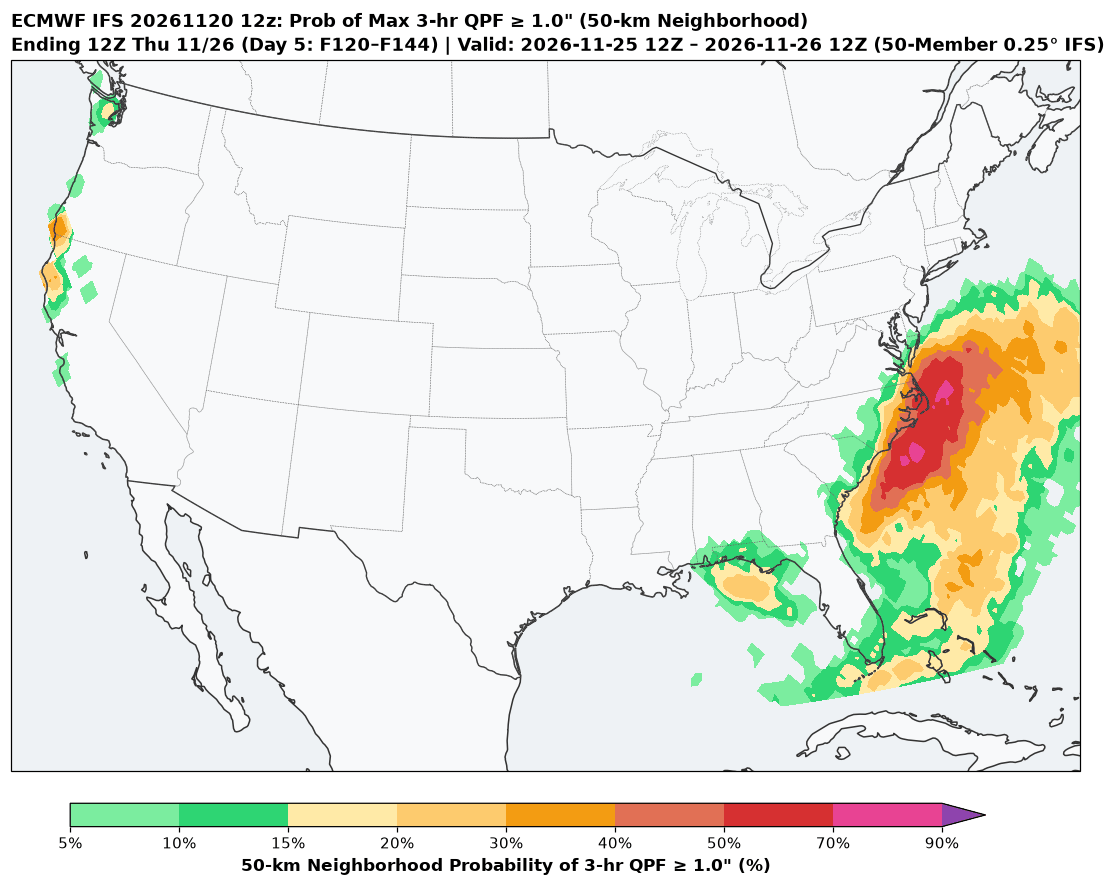 ECMWF IFS 20261120 12z: Prob of Max 3-hr QPF ≥ 1.0" (50-km Neighborhood)
Ending 12Z Thu 11/26 (Day 5: F120–F144) | Valid: 2026-11-25 12Z – 2026-11-26 12Z (50-Member 0.25° IFS)
5% 10% 15% 20% 30% 40% 50% 70% 90%
50-km Neighborhood Probability of 3-hr QPF ≥ 1.0" (%)